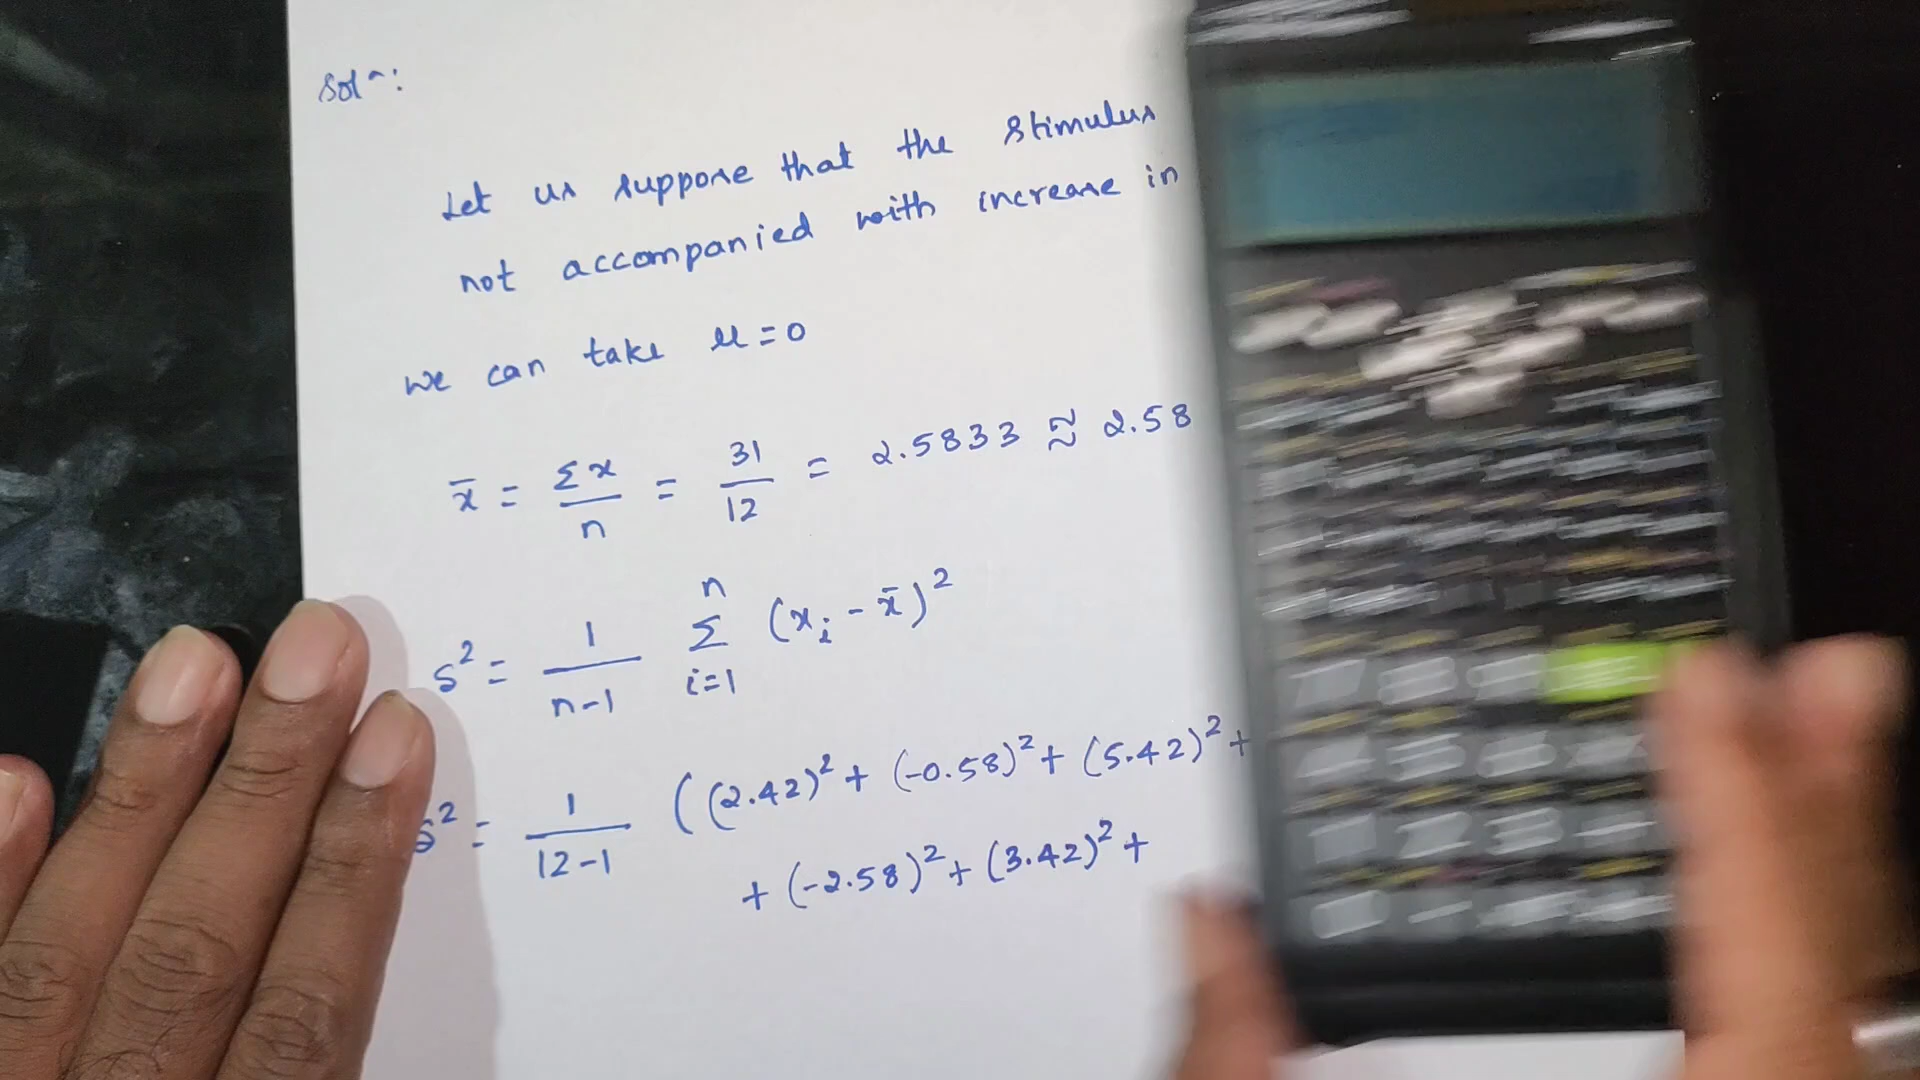 Solⁿ:
Let us suppose that the stimulus
not accompanied with increase in
we can take μ = 0
x̄ = Σx/n = 31/12 = 2.5833 ≈ 2.58
s² = 1/(n-1) Σ_{i=1}^{n} (x_i - x̄)²
s² = 1/(12-1) ((2.42)² + (-0.58)² + (5.42)² +
+ (-2.58)² + (3.42)² +